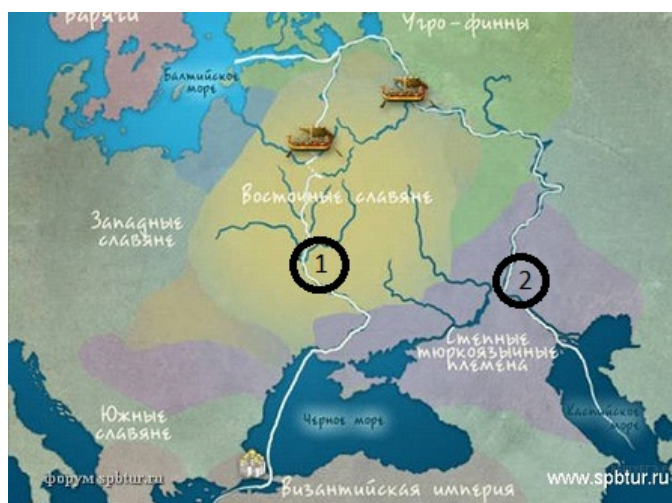 Варяги
Угро-финны
Балтийское
море
Восточные славяне
Западные
славяне
1
2
Степные
тюркоязычные
племена
Южные
славяне
Черное море
Каспийское
море
форум spbtur.ru
www.spbtur.ru
Византийская империя